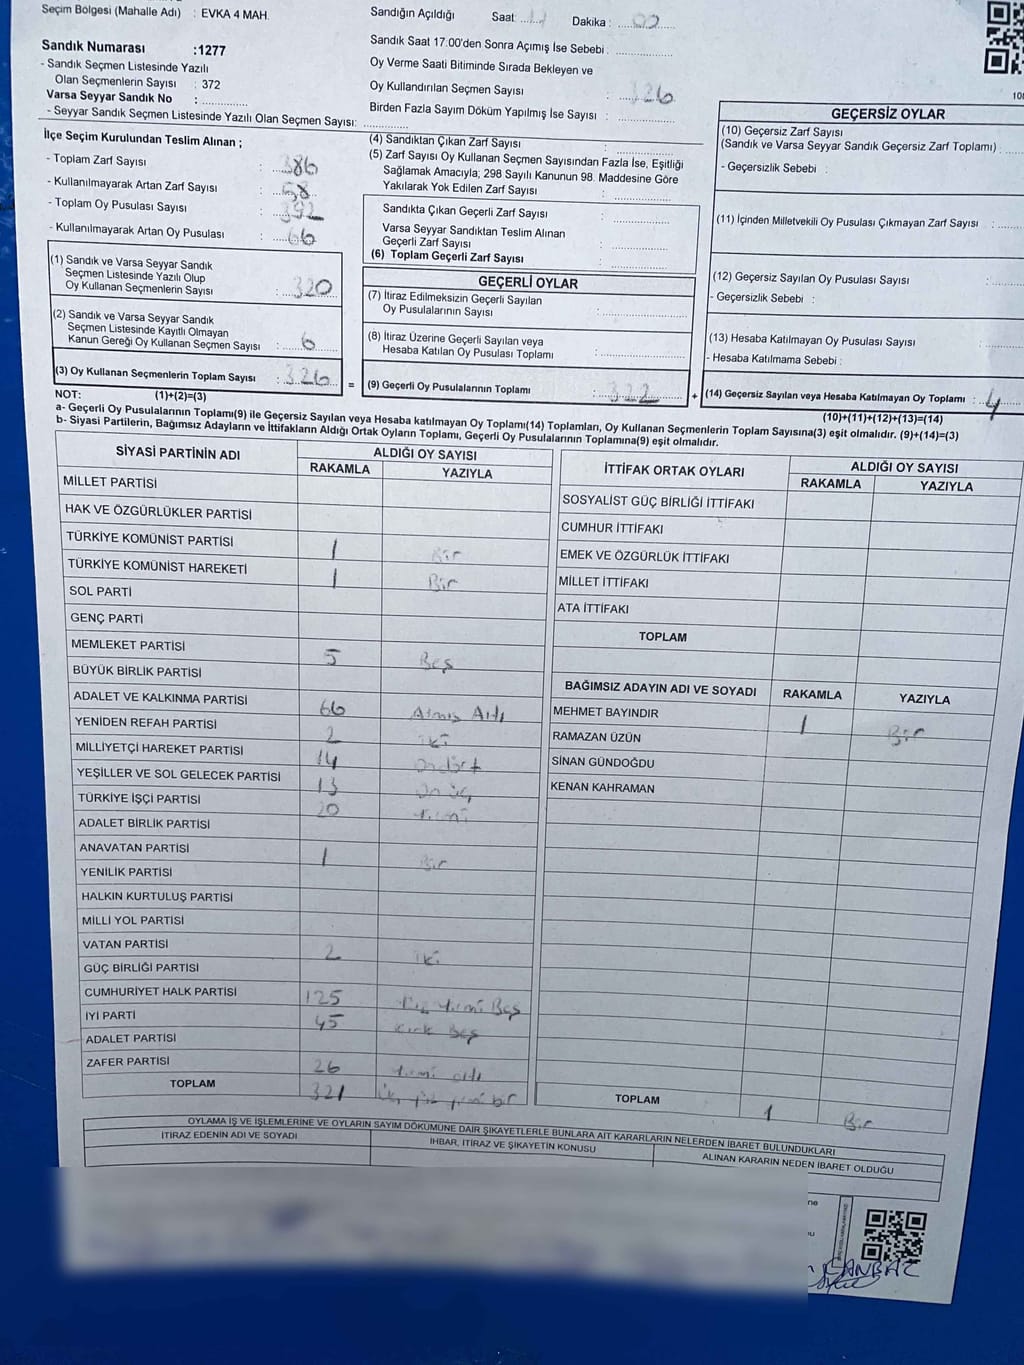 Seçim Bölgesi (Mahalle Adı) : EVKA 4 MAH.
Sandık Numarası :1277
- Sandık Seçmen Listesinde Yazılı
Olan Seçmenlerin Sayısı : 372
Varsa Seyyar Sandık No : ..............
- Seyyar Sandık Seçmen Listesinde Yazılı Olan Seçmen Sayısı: ..............
Sandığın Açıldığı Saat: Dakika :
Sandık Saat 17:00'den Sonra Açımış İse Sebebi : ..............
Oy Verme Saati Bitiminde Sırada Bekleyen ve
Oy Kullandırılan Seçmen Sayısı : 326
Birden Fazla Sayım Döküm Yapılmış İse Sayısı : ..............
İlçe Seçim Kurulundan Teslim Alınan ;
- Toplam Zarf Sayısı : 386
- Kullanılmayarak Artan Zarf Sayısı : 58
- Toplam Oy Pusulası Sayısı : 392
- Kullanılmayarak Artan Oy Pusulası : 66
(1) Sandık ve Varsa Seyyar Sandık
Seçmen Listesinde Yazılı Olup
Oy Kullanan Seçmenlerin Sayısı : 320
(2) Sandık ve Varsa Seyyar Sandık
Seçmen Listesinde Kayıtlı Olmayan
Kanun Gereği Oy Kullanan Seçmen Sayısı : 6
(3) Oy Kullanan Seçmenlerin Toplam Sayısı : 326 =
(4) Sandıktan Çıkan Zarf Sayısı : ..............
(5) Zarf Sayısı Oy Kullanan Seçmen Sayısından Fazla İse, Eşitliği
Sağlamak Amacıyla; 298 Sayılı Kanunun 98. Maddesine Göre
Yakılarak Yok Edilen Zarf Sayısı : ..............
Sandıkta Çıkan Geçerli Zarf Sayısı : ..............
Varsa Seyyar Sandıktan Teslim Alınan
Geçerli Zarf Sayısı : ..............
(6) Toplam Geçerli Zarf Sayısı : ..............
GEÇERLİ OYLAR
(7) İtiraz Edilmeksizin Geçerli Sayılan
Oy Pusulalarının Sayısı : ..............
(8) İtiraz Üzerine Geçerli Sayılan veya
Hesaba Katılan Oy Pusulası Toplamı : ..............
(9) Geçerli Oy Pusulalarının Toplamı : 322 +
GEÇERSİZ OYLAR
(10) Geçersiz Zarf Sayısı
(Sandık ve Varsa Seyyar Sandık Geçersiz Zarf Toplamı) :
- Geçersizlik Sebebi :
(11) İçinden Milletvekili Oy Pusulası Çıkmayan Zarf Sayısı :
(12) Geçersiz Sayılan Oy Pusulası Sayısı :
- Geçersizlik Sebebi :
(13) Hesaba Katılmayan Oy Pusulası Sayısı :
- Hesaba Katılmama Sebebi :
(14) Geçersiz Sayılan veya Hesaba Katılmayan Oy Toplamı : 4
NOT: (1)+(2)=(3) (10)+(11)+(12)+(13)=(14)
a- Geçerli Oy Pusulalarının Toplamı(9) ile Geçersiz Sayılan veya Hesaba katılmayan Oy Toplamı(14) Toplamları, Oy Kullanan Seçmenlerin Toplam Sayısına(3) eşit olmalıdır. (9)+(14)=(3)
b- Siyasi Partilerin, Bağımsız Adayların ve İttifakların Aldığı Ortak Oyların Toplamı, Geçerli Oy Pusulalarının Toplamına(9) eşit olmalıdır.
SİYASİ PARTİNİN ADI ALDIĞI OY SAYISI
RAKAMLA YAZIYLA
MİLLET PARTİSİ
HAK VE ÖZGÜRLÜKLER PARTİSİ
TÜRKİYE KOMÜNİST PARTİSİ 1 Bir
TÜRKİYE KOMÜNİST HAREKETİ 1 Bir
SOL PARTİ
GENÇ PARTİ
MEMLEKET PARTİSİ 5 Beş
BÜYÜK BİRLİK PARTİSİ
ADALET VE KALKINMA PARTİSİ 66 Atmış Altı
YENİDEN REFAH PARTİSİ 2 iki
MİLLİYETÇİ HAREKET PARTİSİ 14 Ondört
YEŞİLLER VE SOL GELECEK PARTİSİ 13 On üç
TÜRKİYE İŞÇİ PARTİSİ 20 Yirmi
ADALET BİRLİK PARTİSİ
ANAVATAN PARTİSİ 1 Bir
YENİLİK PARTİSİ
HALKIN KURTULUŞ PARTİSİ
MİLLİ YOL PARTİSİ
VATAN PARTİSİ 2 iki
GÜÇ BİRLİĞİ PARTİSİ
CUMHURİYET HALK PARTİSİ 125 Yüz Yirmi Beş
İYİ PARTİ 45 Kırk Beş
ADALET PARTİSİ
ZAFER PARTİSİ 26 Yirmi altı
TOPLAM 321 Üç yüz yirmi bir
İTTİFAK ORTAK OYLARI ALDIĞI OY SAYISI
RAKAMLA YAZIYLA
SOSYALİST GÜÇ BİRLİĞİ İTTİFAKI
CUMHUR İTTİFAKI
EMEK VE ÖZGÜRLÜK İTTİFAKI
MİLLET İTTİFAKI
ATA İTTİFAKI
TOPLAM
BAĞIMSIZ ADAYIN ADI VE SOYADI RAKAMLA YAZIYLA
MEHMET BAYINDIR 1 Bir
RAMAZAN ÜZÜN
SİNAN GÜNDOĞDU
KENAN KAHRAMAN
TOPLAM 1 Bir
OYLAMA İŞ VE İŞLEMLERİNE VE OYLARIN SAYIM DÖKÜMÜNE DAİR ŞİKAYETLERLE BUNLARA AİT KARARLARIN NELERDEN İBARET BULUNDUKLARI
İTİRAZ EDENİN ADI VE SOYADI İHBAR, İTİRAZ VE ŞİKAYETİN KONUSU ALINAN KARARIN NEDEN İBARET OLDUĞU